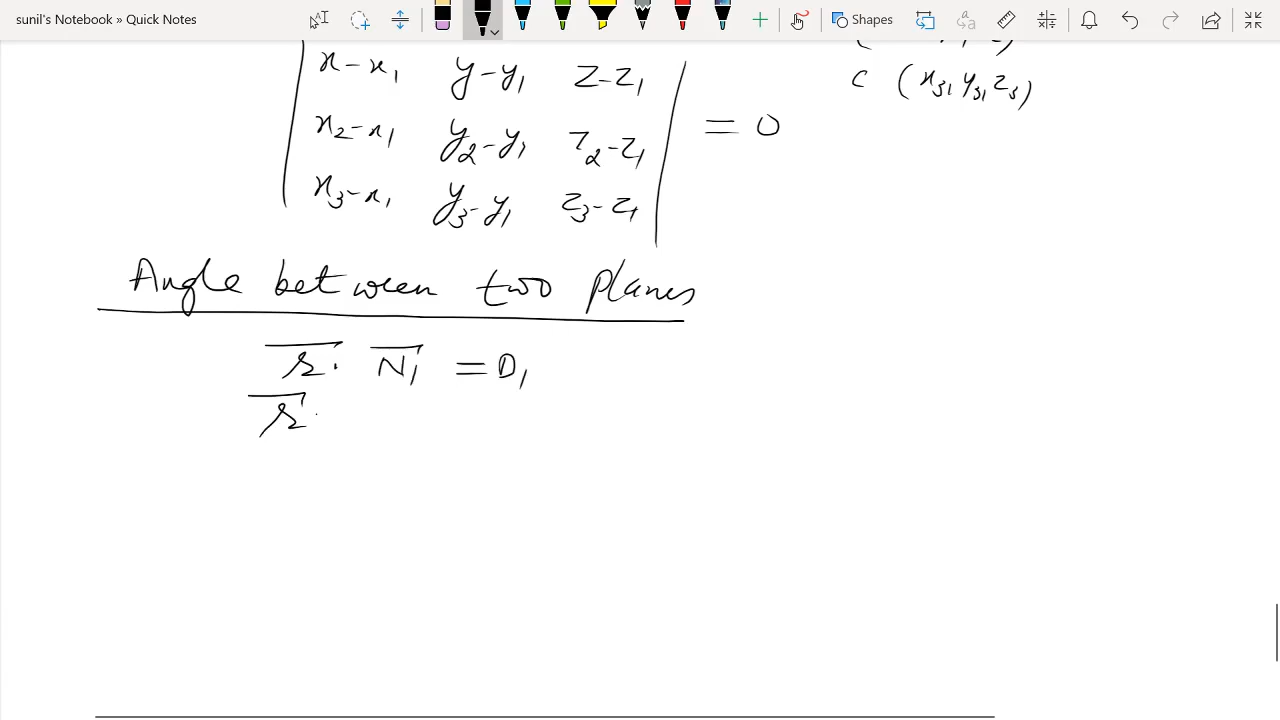 sunil's Notebook » Quick Notes
Shapes
x-x₁ y-y₁ z-z₁
C (x₃, y₃, z₃)
x₂-x₁ y₂-y₁ z₂-z₁ = 0
x₃-x₁ y₃-y₁ z₃-z₁
Angle between two planes
r̅. N̅₁ = D₁
r̅.